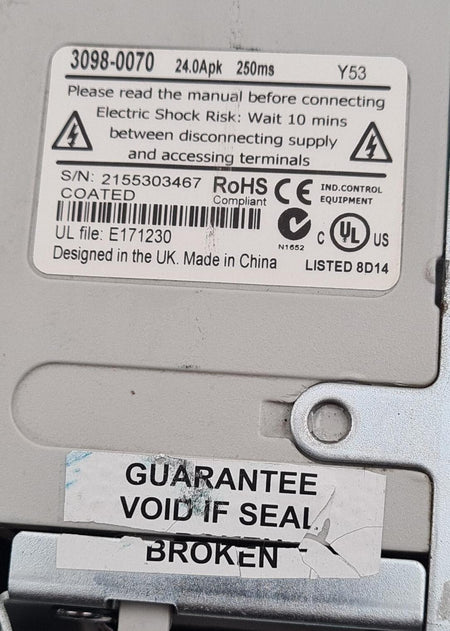 3098-0070 24.0Apk 250ms Y53
Please read the manual before connecting
Electric Shock Risk: Wait 10 mins
between disconnecting supply
and accessing terminals
S/N: 2155303467 RoHS CE IND.CONTROL
COATED Compliant EQUIPMENT
UL file: E171230 N1652 C UL US
Designed in the UK. Made in China LISTED 8D14
GUARANTEE
VOID IF SEAL
BROKEN